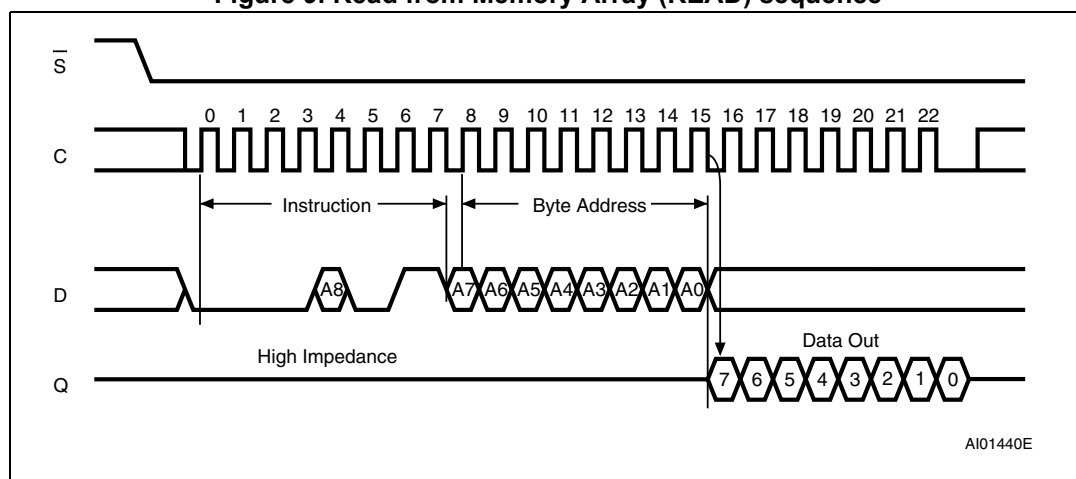 Figure 9. Read from Memory Array (READ) sequence
S
0 1 2 3 4 5 6 7 8 9 10 11 12 13 14 15 16 17 18 19 20 21 22
C
Instruction
Byte Address
D
A8
A7 A6 A5 A4 A3 A2 A1 A0
High Impedance
Data Out
Q
7 6 5 4 3 2 1 0
AI01440E